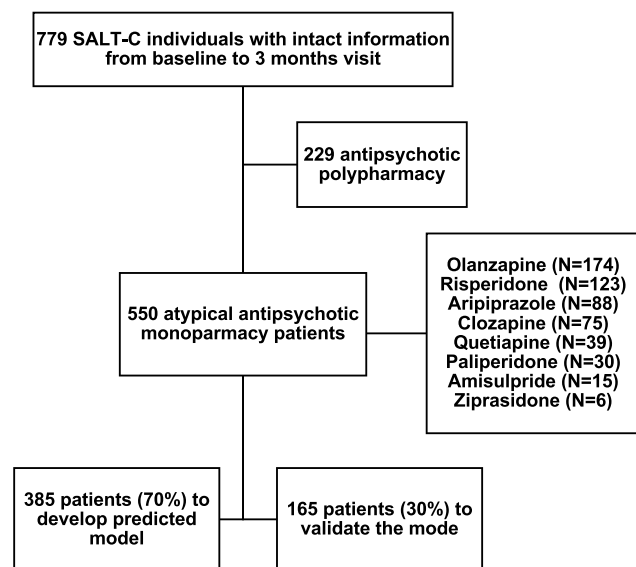 779 SALT-C individuals with intact information
from baseline to 3 months visit
229 antipsychotic
polypharmacy
550 atypical antipsychotic
monoparmacy patients
Olanzapine (N=174)
Risperidone (N=123)
Aripiprazole (N=88)
Clozapine (N=75)
Quetiapine (N=39)
Paliperidone (N=30)
Amisulpride (N=15)
Ziprasidone (N=6)
385 patients (70%) to
develop predicted
model
165 patients (30%) to
validate the mode